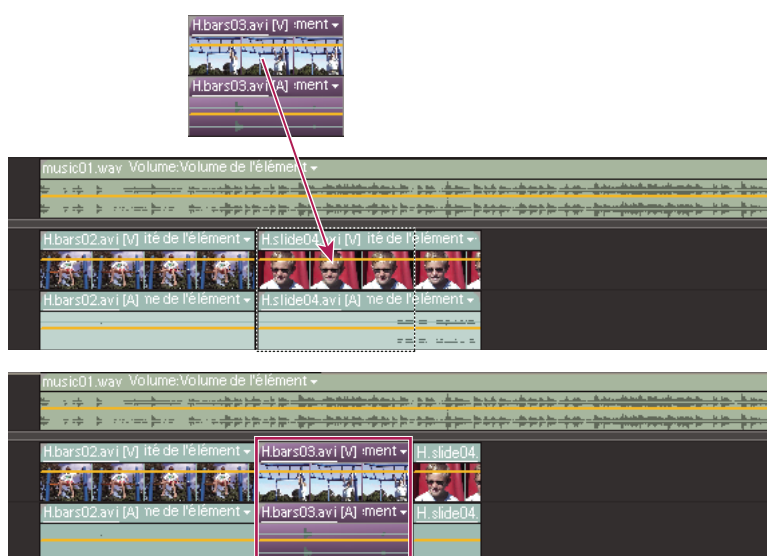 H.bars03.avi [V] :ment
H.bars03.avi [A] :ment
music01.wav Volume:Volume de l'élément
H.bars02.avi [V] ité de l'élément
H.slide04.avi [V] ité de l'élément
H.bars02.avi [A] ne de l'élément
H.slide04.avi [A] ne de l'élément
music01.wav Volume:Volume de l'élément
H.bars02.avi [V] ité de l'élément
H.bars03.avi [V] :ment
H.slide04.
H.bars02.avi [A] ne de l'élément
H.bars03.avi [A] :ment
H.slide04